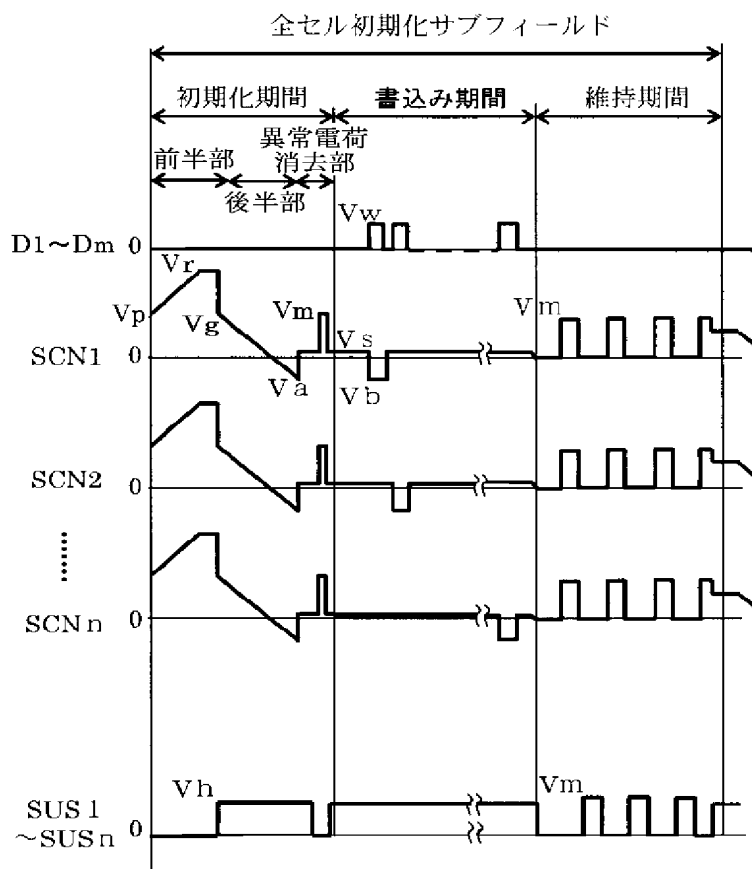 全セル初期化サブフィールド
初期化期間
書込み期間
維持期間
異常電荷
消去部
前半部
後半部
Vw
D1~Dm 0
Vr
Vp
Vg
Vm
Vm
SCN1 0
Vs
Va
Vb
SCN2 0
SCNn 0
Vh
Vm
SUS1
~SUSn 0